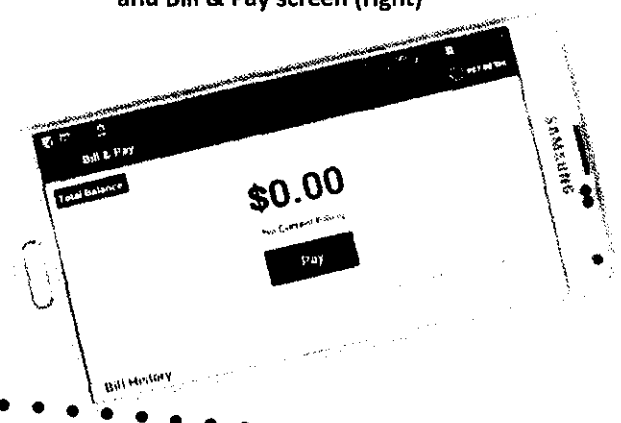 and Bill & Pay screen (right)
Bill & Pay
Total Balance
$0.00
Pay
Bill History
SAMSUNG